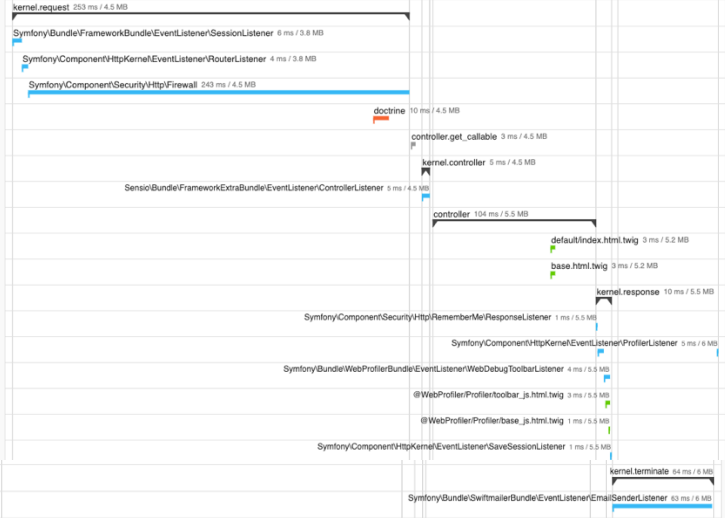 kernel.request 253 ms / 4.5 MB
Symfony\Bundle\FrameworkBundle\EventListener\SessionListener 6 ms / 3.8 MB
Symfony\Component\HttpKernel\EventListener\RouterListener 4 ms / 3.8 MB
Symfony\Component\Security\Http\Firewall 243 ms / 4.5 MB
doctrine 10 ms / 4.5 MB
controller.get_callable 3 ms / 4.5 MB
kernel.controller 5 ms / 4.5 MB
Sensio\Bundle\FrameworkExtraBundle\EventListener\ControllerListener 5 ms / 4.5 MB
controller 104 ms / 5.5 MB
default/index.html.twig 3 ms / 5.2 MB
base.html.twig 3 ms / 5.2 MB
kernel.response 10 ms / 5.5 MB
Symfony\Component\Security\Http\RememberMe\ResponseListener 1 ms / 5.5 MB
Symfony\Component\HttpKernel\EventListener\ProfilerListener 5 ms / 6 MB
Symfony\Bundle\WebProfilerBundle\EventListener\WebDebugToolbarListener 4 ms / 5.5 MB
@WebProfiler/Profiler/toolbar_js.html.twig 3 ms / 5.5 MB
@WebProfiler/Profiler/base_js.html.twig 1 ms / 5.5 MB
Symfony\Component\HttpKernel\EventListener\SaveSessionListener 1 ms / 5.5 MB
kernel.terminate 64 ms / 6 MB
Symfony\Bundle\SwiftmailerBundle\EventListener\EmailSenderListener 63 ms / 6 MB